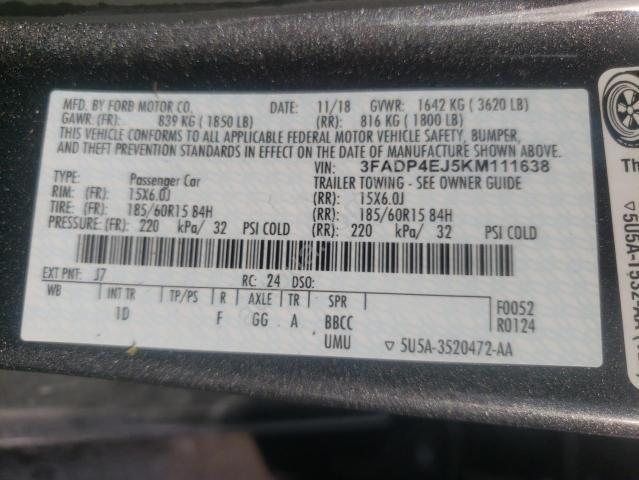 MFD. BY FORD MOTOR CO. DATE: 11/18 GVWR: 1642 KG ( 3620 LB)
GAWR: (FR): 839 KG ( 1850 LB) (RR): 816 KG ( 1800 LB)
THIS VEHICLE CONFORMS TO ALL APPLICABLE FEDERAL MOTOR VEHICLE SAFETY, BUMPER,
AND THEFT PREVENTION STANDARDS IN EFFECT ON THE DATE OF MANUFACTURE SHOWN ABOVE.
VIN: 3FADP4EJ5KM111638
TYPE: Passenger Car TRAILER TOWING - SEE OWNER GUIDE
RIM: (FR): 15X6.0J (RR): 15X6.0J
TIRE: (FR): 185/60R15 84H (RR): 185/60R15 84H
PRESSURE: (FR): 220 kPa/ 32 PSI COLD (RR): 220 kPa/ 32 PSI COLD
EXT PNT: J7 RC: 24 DSO:
WB INT TR TP/PS R AXLE TR SPR F0052
1D F GG A BBCC R0124
UMU ▽ 5U5A-3520472-AA
Th